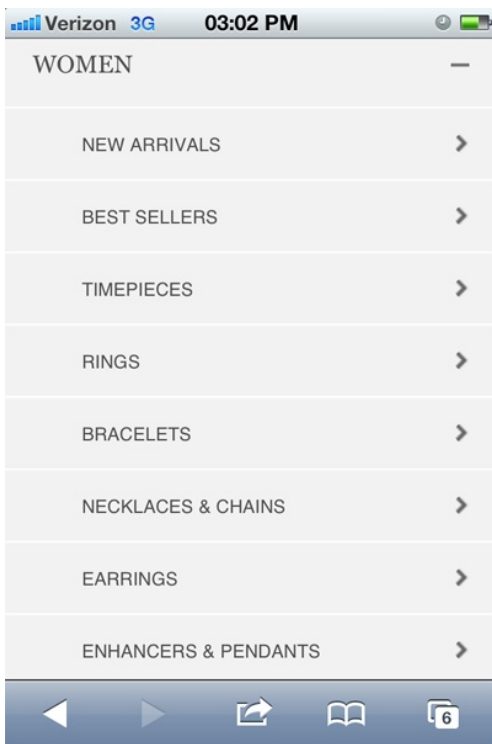 Verizon 3G 03:02 PM
WOMEN
NEW ARRIVALS
BEST SELLERS
TIMEPIECES
RINGS
BRACELETS
NECKLACES & CHAINS
EARRINGS
ENHANCERS & PENDANTS
6